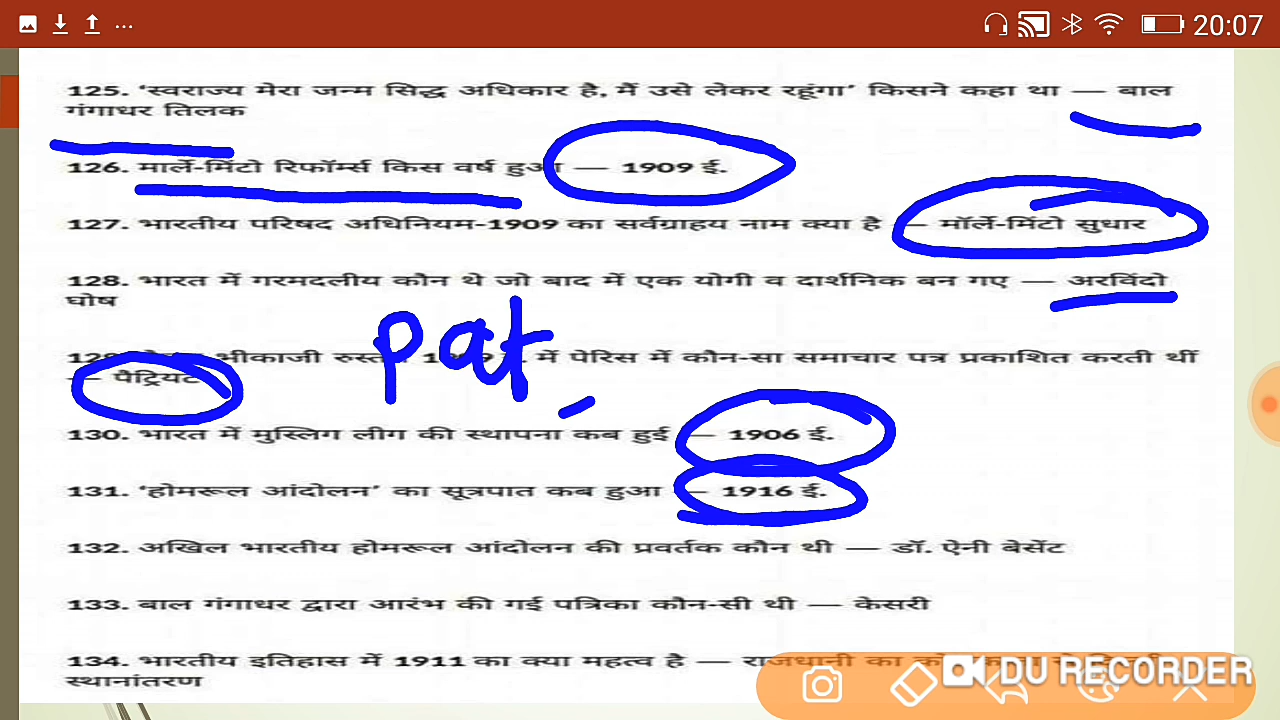 20:07
125. ‘स्वराज्य मेरा जन्म सिद्ध अधिकार है, मैं उसे लेकर रहूंगा’ किसने कहा था — बाल
गंगाधर तिलक
126. मार्ले-मिंटो रिफॉर्म्स किस वर्ष हुआ — 1909 ई.
127. भारतीय परिषद अधिनियम-1909 का सर्वग्राहय नाम क्या है — मॉर्ले-मिंटो सुधार
128. भारत में गरमदलीय कौन थे जो बाद में एक योगी व दार्शनिक बन गए — अरविंदो
घोष
pat
129. भीकाजी में पेरिस में कौन-सा समाचार पत्र प्रकाशित करती थीं
— पैट्रियट
130. भारत में मुस्लिग लीग की स्थापना कब हुई — 1906 ई.
131. ‘होमरूल आंदोलन’ का सूत्रपात कब हुआ — 1916 ई.
132. अखिल भारतीय होमरूल आंदोलन की प्रवर्तक कौन थी — डॉ. ऐनी बेसेंट
133. बाल गंगाधर द्वारा आरंभ की गई पत्रिका कौन-सी थी — केसरी
134. भारतीय इतिहास में 1911 का क्या महत्व है — राजधानी का
स्थानांतरण
DU RECORDER